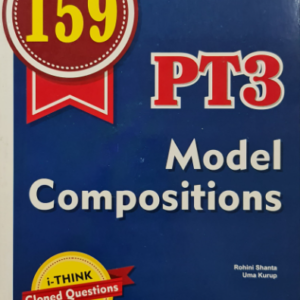 159
PT3
Model
Compositions
Rohini Shanta
Uma Kurup
i-THINK
Cloned Questions